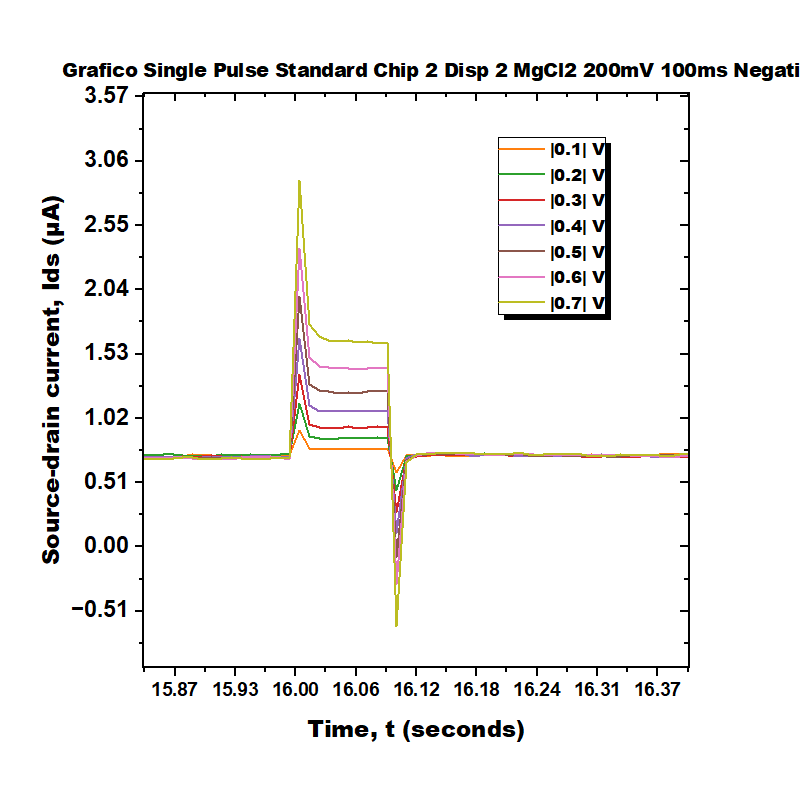 Grafico Single Pulse Standard Chip 2 Disp 2 MgCl2 200mV 100ms Negati
3.57
3.06
2.55
2.04
1.53
1.02
0.51
0.00
−0.51
Source-drain current, Ids (µA)
|0.1| V
|0.2| V
|0.3| V
|0.4| V
|0.5| V
|0.6| V
|0.7| V
15.87 15.93 16.00 16.06 16.12 16.18 16.24 16.31 16.37
Time, t (seconds)